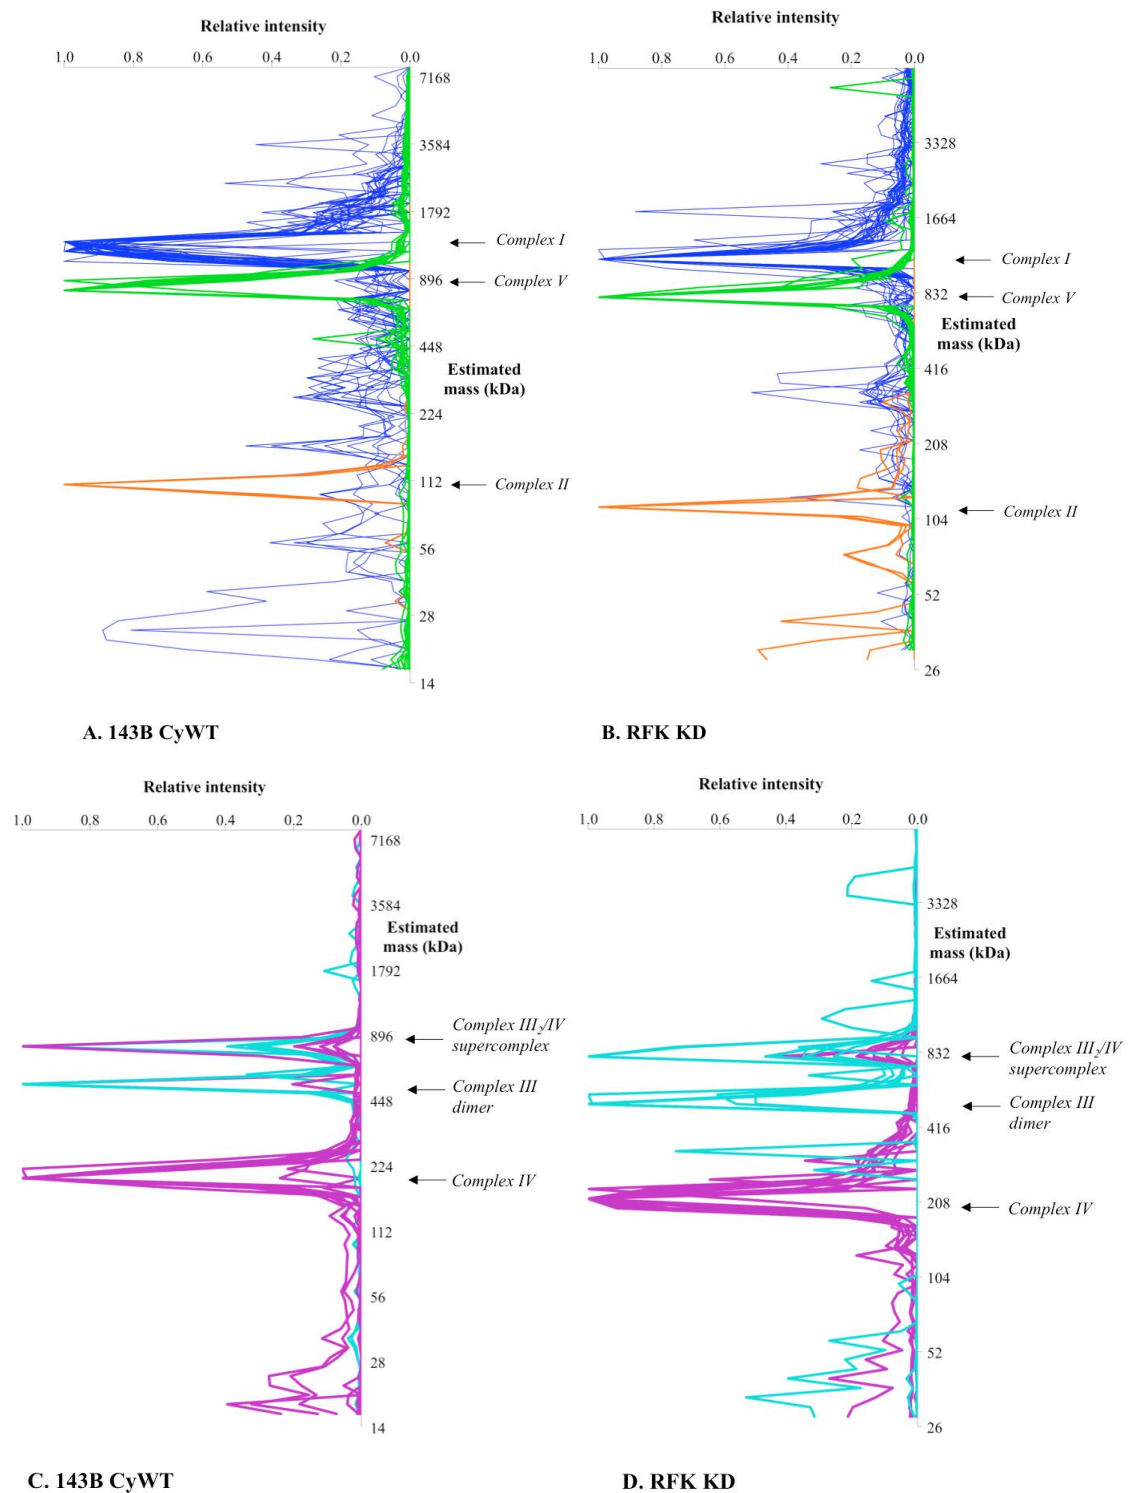 Relative intensity
1.0 0.8 0.6 0.4 0.2 0.0
7168
3584
1792
Complex I
896
Complex V
448
Estimated
mass (kDa)
224
112
Complex II
56
28
14
A. 143B CyWT
Relative intensity
1.0 0.8 0.6 0.4 0.2 0.0
3328
1664
Complex I
832
Complex V
Estimated
mass (kDa)
416
208
104
Complex II
52
26
B. RFK KD
Relative intensity
1.0 0.8 0.6 0.4 0.2 0.0
7168
3584
Estimated
mass (kDa)
1792
896
Complex III₂/IV
supercomplex
Complex III
dimer
448
224
Complex IV
112
56
28
14
C. 143B CyWT
Relative intensity
1.0 0.8 0.6 0.4 0.2 0.0
3328
Estimated
mass (kDa)
1664
832
Complex III₂/IV
supercomplex
Complex III
dimer
416
208
Complex IV
104
52
26
D. RFK KD